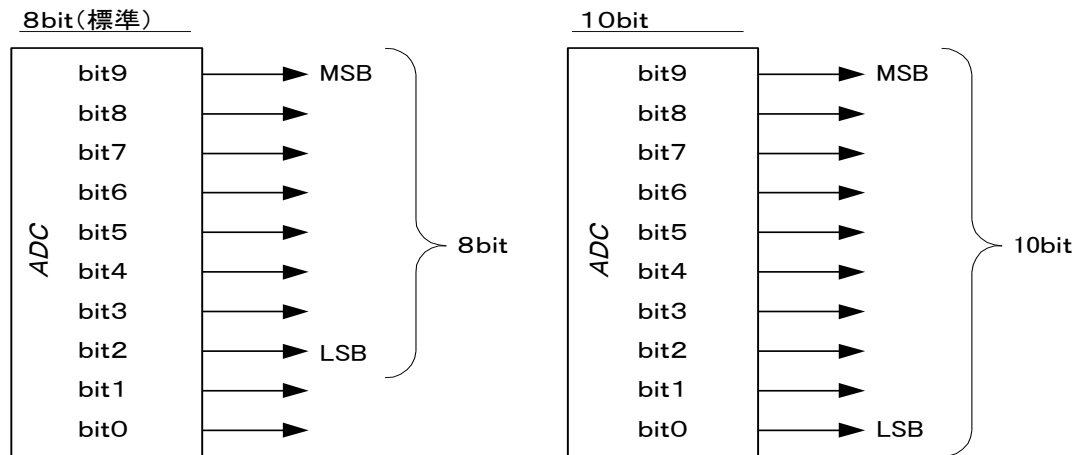 8bit(標準)
bit9
MSB
bit8
bit7
bit6
bit5
bit4
bit3
bit2
LSB
bit1
bit0
ADC
8bit
10bit
bit9
MSB
bit8
bit7
bit6
bit5
bit4
bit3
bit2
bit1
bit0
LSB
ADC
10bit